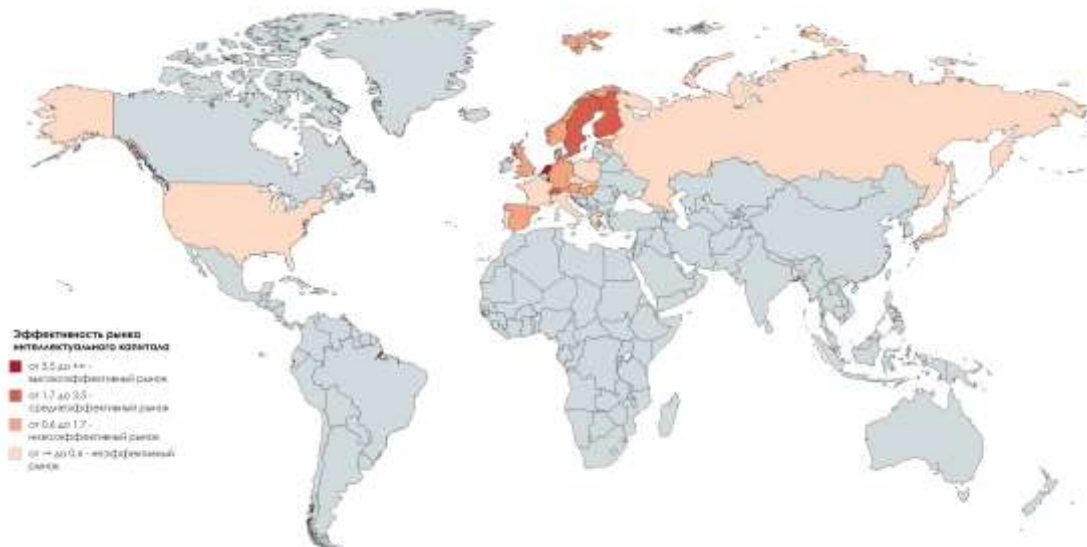 Эффективность рынка
интеллектуального капитала
от 3,5 до +∞ -
высокоэффективный рынок
от 1,7 до 3,5 -
среднеэффективный рынок
от 0,6 до 1,7 -
низкоэффективный рынок
от -∞ до 0,6 - неэффективный
рынок